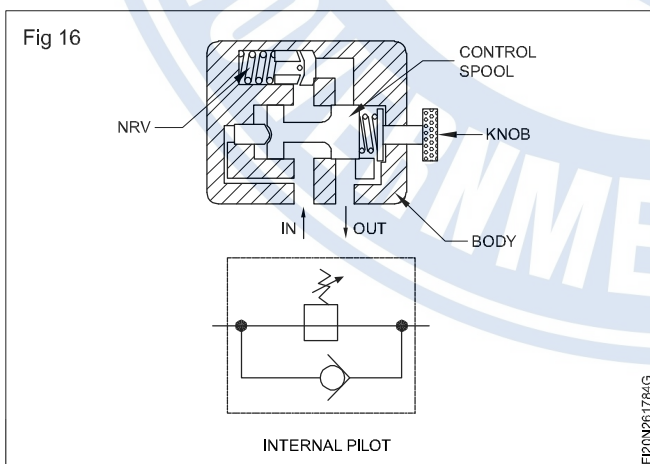 Fig 16
CONTROL
SPOOL
NRV
KNOB
IN
OUT
BODY
INTERNAL PILOT
FI20N261784G